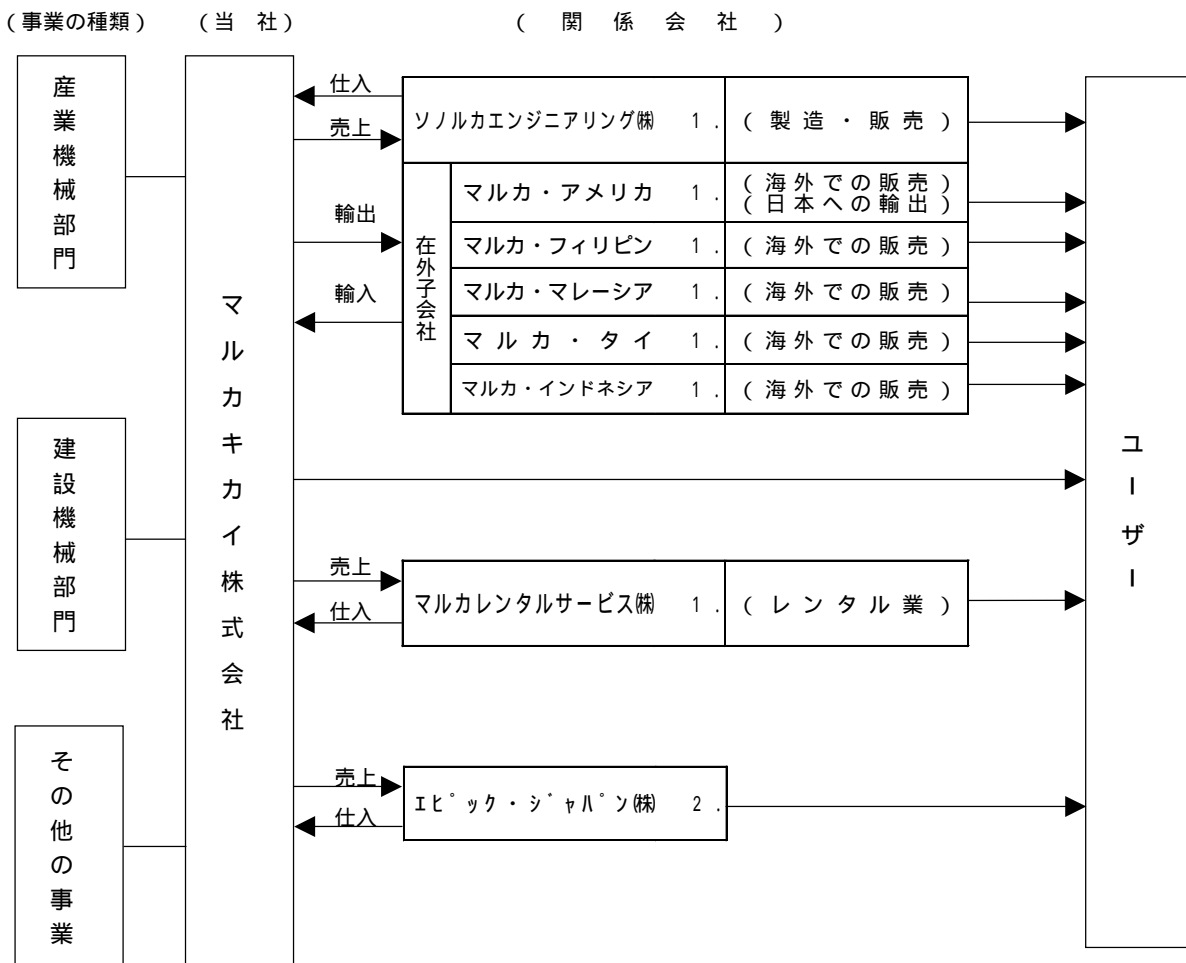 (事業の種類) (当 社) ( 関 係 会 社 )
産業機械部門
建設機械部門
その他の事業
マルカキカイ株式会社
仕入
売上
輸出
輸入
ソノルカエンジニアリング㈱ 1. (製造・販売)
在外子会社
マルカ・アメリカ 1. (海外での販売)
(日本への輸出)
マルカ・フィリピン 1. (海外での販売)
マルカ・マレーシア 1. (海外での販売)
マルカ・タイ 1. (海外での販売)
マルカ・インドネシア 1. (海外での販売)
売上
仕入
マルカレンタルサービス㈱ 1. (レンタル業)
売上
仕入
エピック・ジャパン㈱ 2.
ユーザー